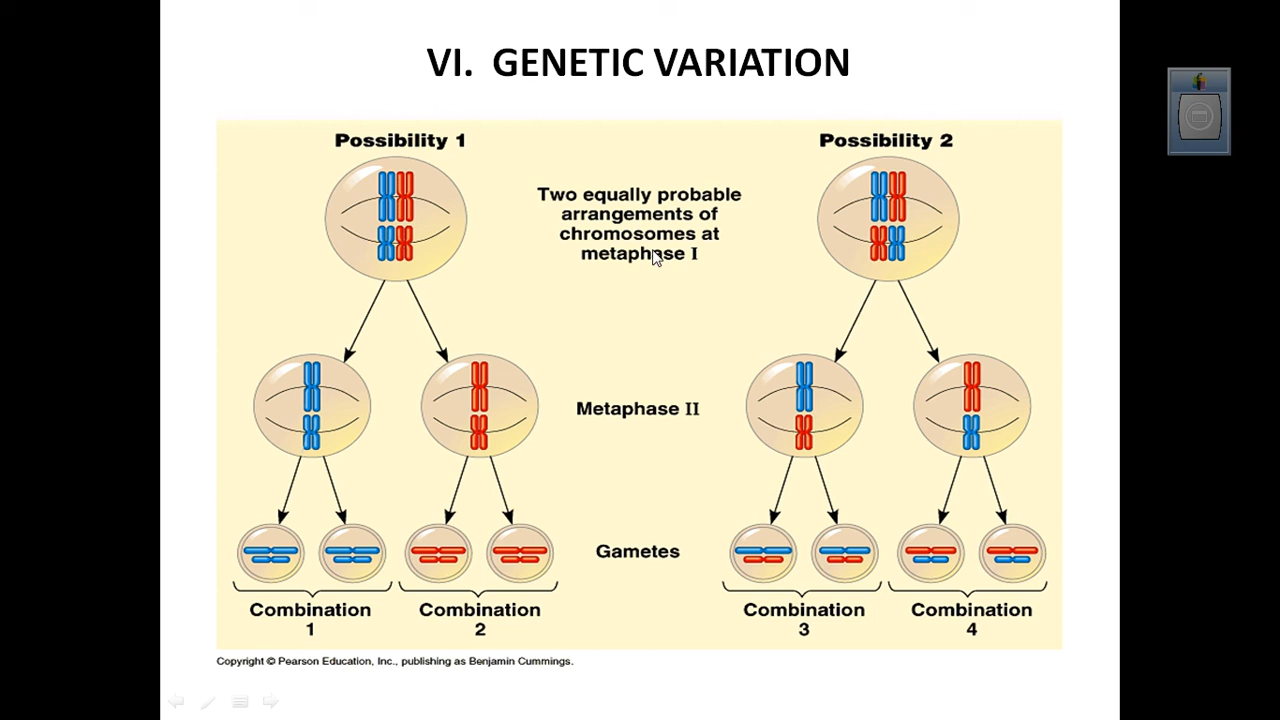 VI. GENETIC VARIATION
Possibility 1
Possibility 2
Two equally probable
arrangements of
chromosomes at
metaphase I
Metaphase II
Gametes
Combination
1
Combination
2
Combination
3
Combination
4
Copyright © Pearson Education, Inc., publishing as Benjamin Cummings.